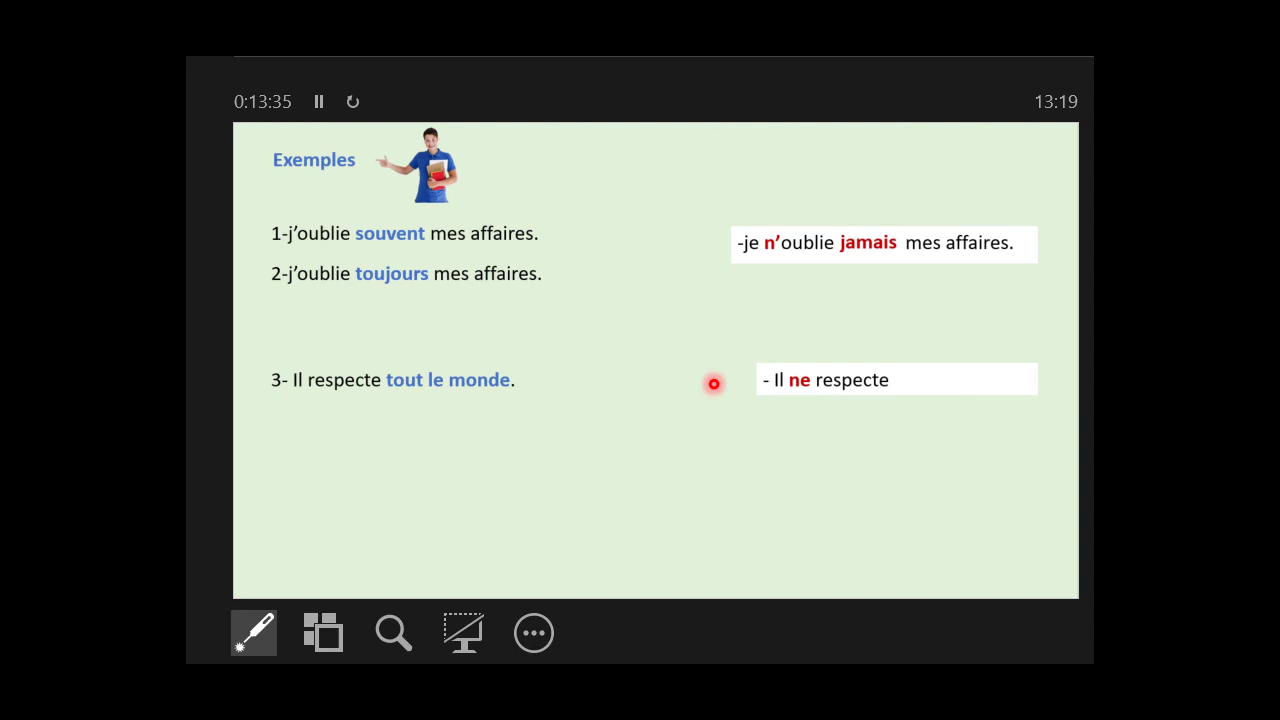 0:13:35
13:19
Exemples
1-j’oublie souvent mes affaires.
-je n’oublie jamais mes affaires.
2-j’oublie toujours mes affaires.
3- Il respecte tout le monde.
- Il ne respecte